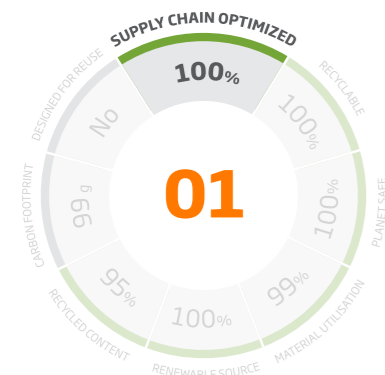 SUPPLY CHAIN OPTIMIZED
100%
RECYCLABLE
100%
PLANET SAFE
100%
MATERIAL UTILISATION
99%
RENEWABLE SOURCE
100%
RECYCLED CONTENT
95%
CARBON FOOTPRINT
66 g
DESIGNED FOR REUSE
No
01